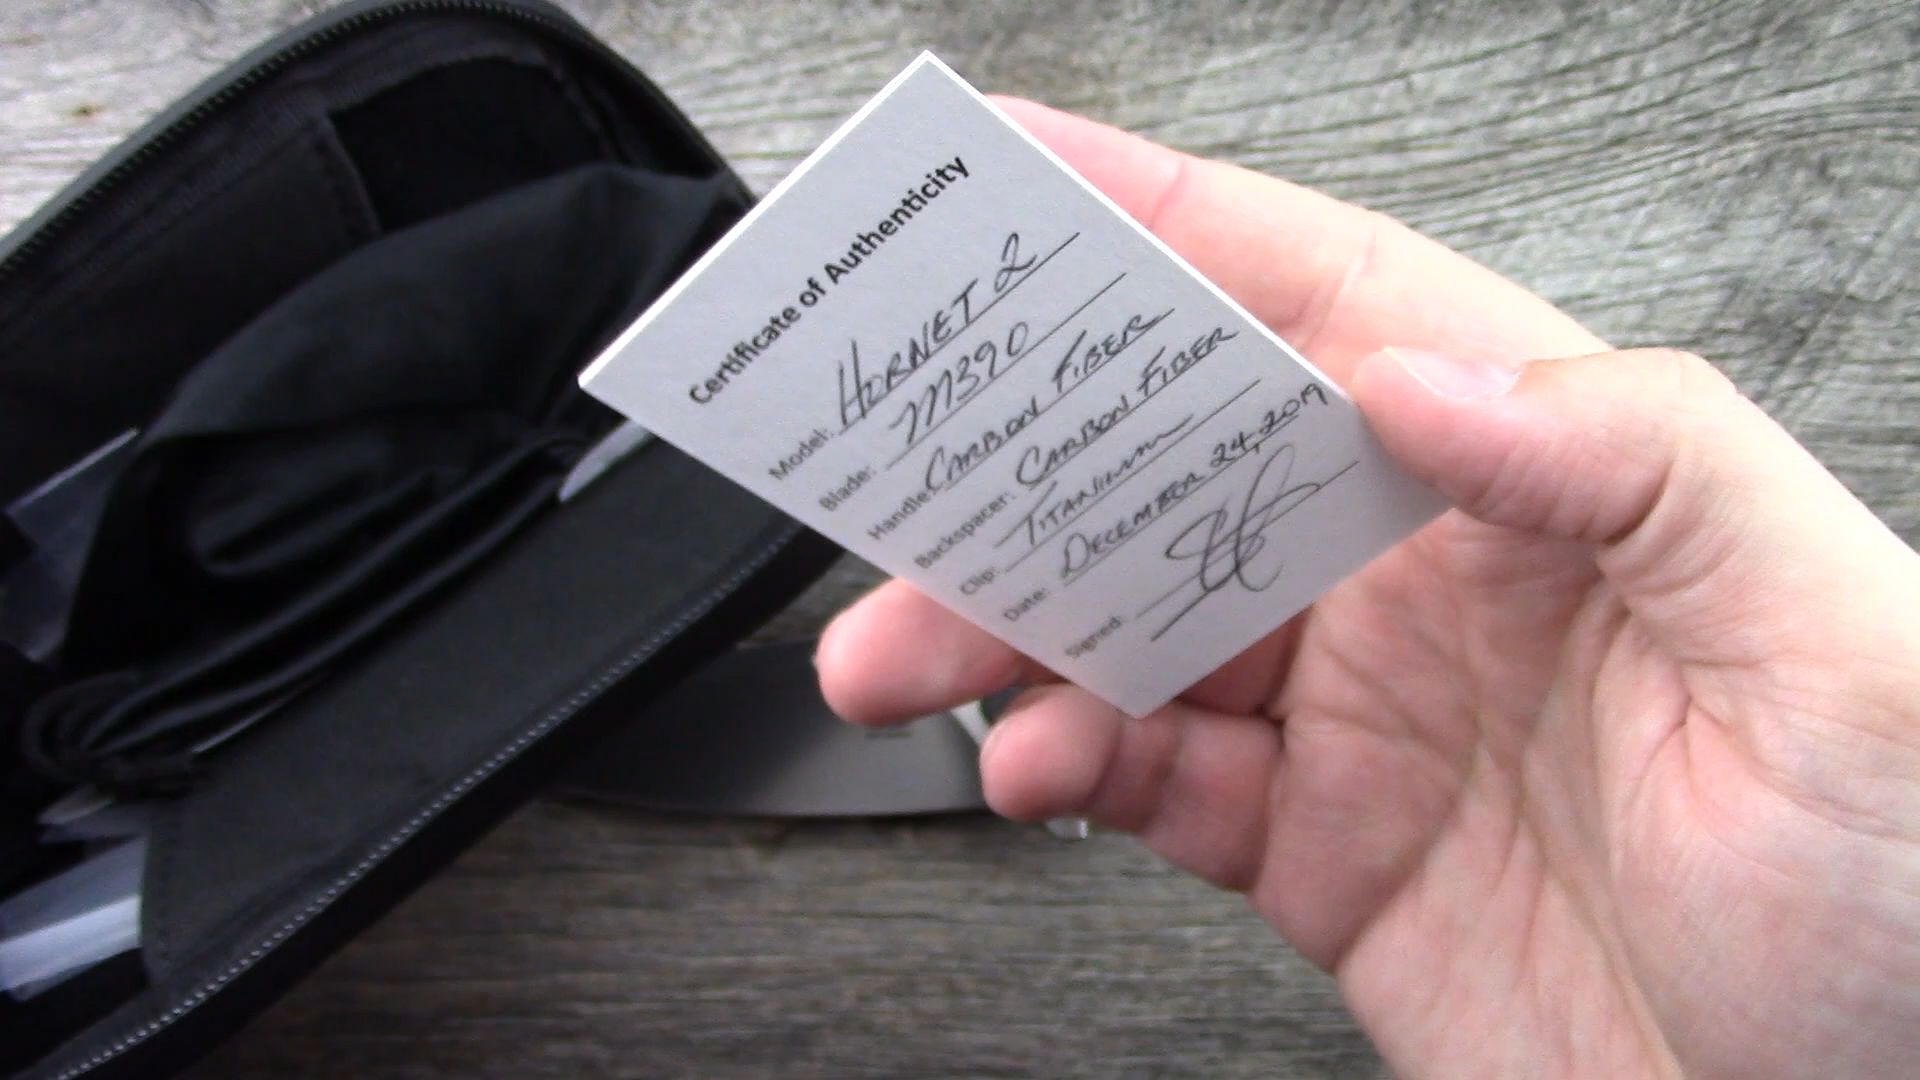 Certificate of Authenticity
Model: HORNET 2
Blade: M390
Handle: CARBON FIBER
Backspacer: CARBON FIBER
Clip: TITANIUM
Date: DECEMBER 24, 2019
Signed: